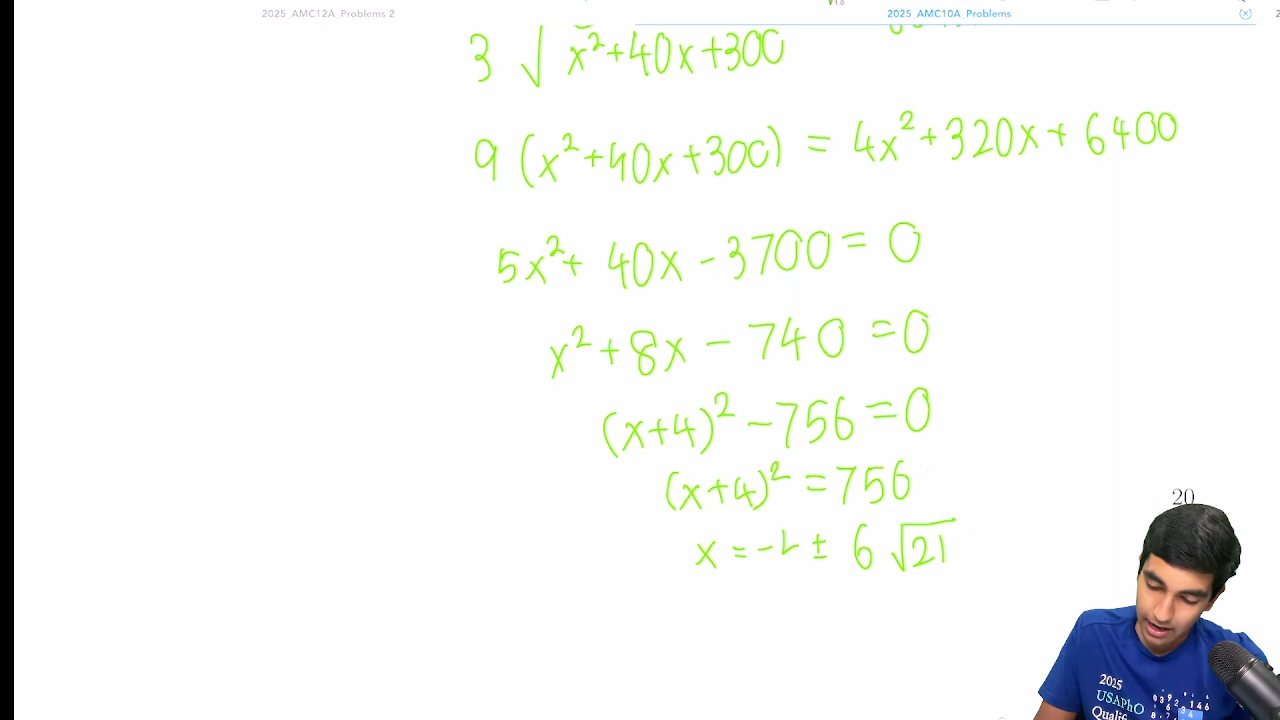 2025_AMC12A_Problems 2
2025_AMC10A_Problems
3 √x²+40x+300
9 (x²+40x+300) = 4x²+320x+6400
5x²+ 40x - 3700 = 0
x² + 8x - 740 = 0
(x+4)² - 756 = 0
(x+4)² = 756
x = -4 ± 6 √21
20
2025
USAPhO